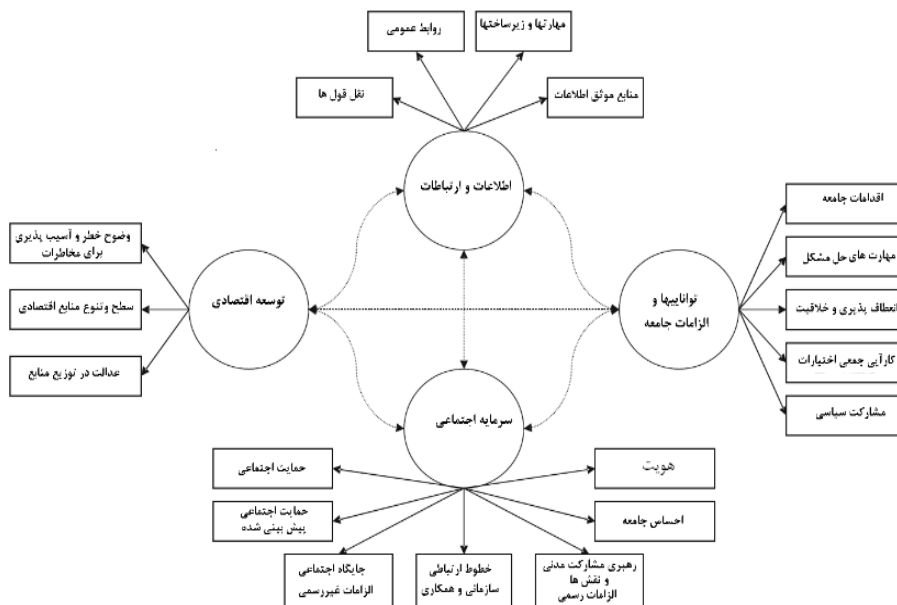 مهارتها و زیرساختها
روابط عمومی
منابع موثق اطلاعات
نقل قول ها
اطلاعات و ارتباطات
اقدامات جامعه
مهارت های حل مشکل
انعطاف پذیری و خلاقیت
کارآیی جمعی اختیارات
مشارکت سیاسی
تواناییها و
الزامات جامعه
توسعه اقتصادی
وضوح خطر و آسیب پذیری
برای مخاطرات
سطح وتنوع منابع اقتصادی
عدالت در توزیع منابع
سرمایه اجتماعی
هویت
احساس جامعه
رهبری مشارکت مدنی
و نقش ها
الزامات رسمی
خطوط ارتباطی
سازمانی و همکاری
جایگاه اجتماعی
الزامات غیررسمی
حمایت اجتماعی
پیش بینی شده
حمایت اجتماعی